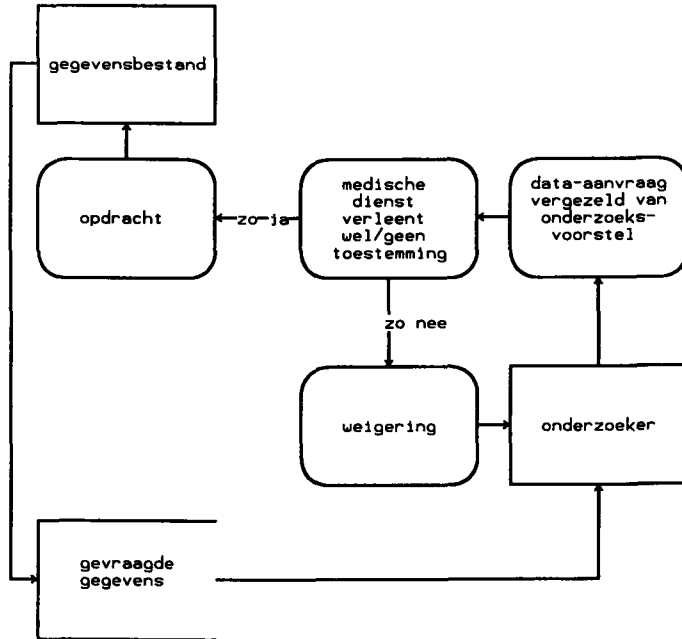 gegevensbestand
opdracht
zo ja
medische
dienst
verleent
wel/geen
toestemming
data-aanvraag
vergezeld van
onderzoeks-
voorstel
zo nee
weigering
onderzoeker
gevraagde
gegevens